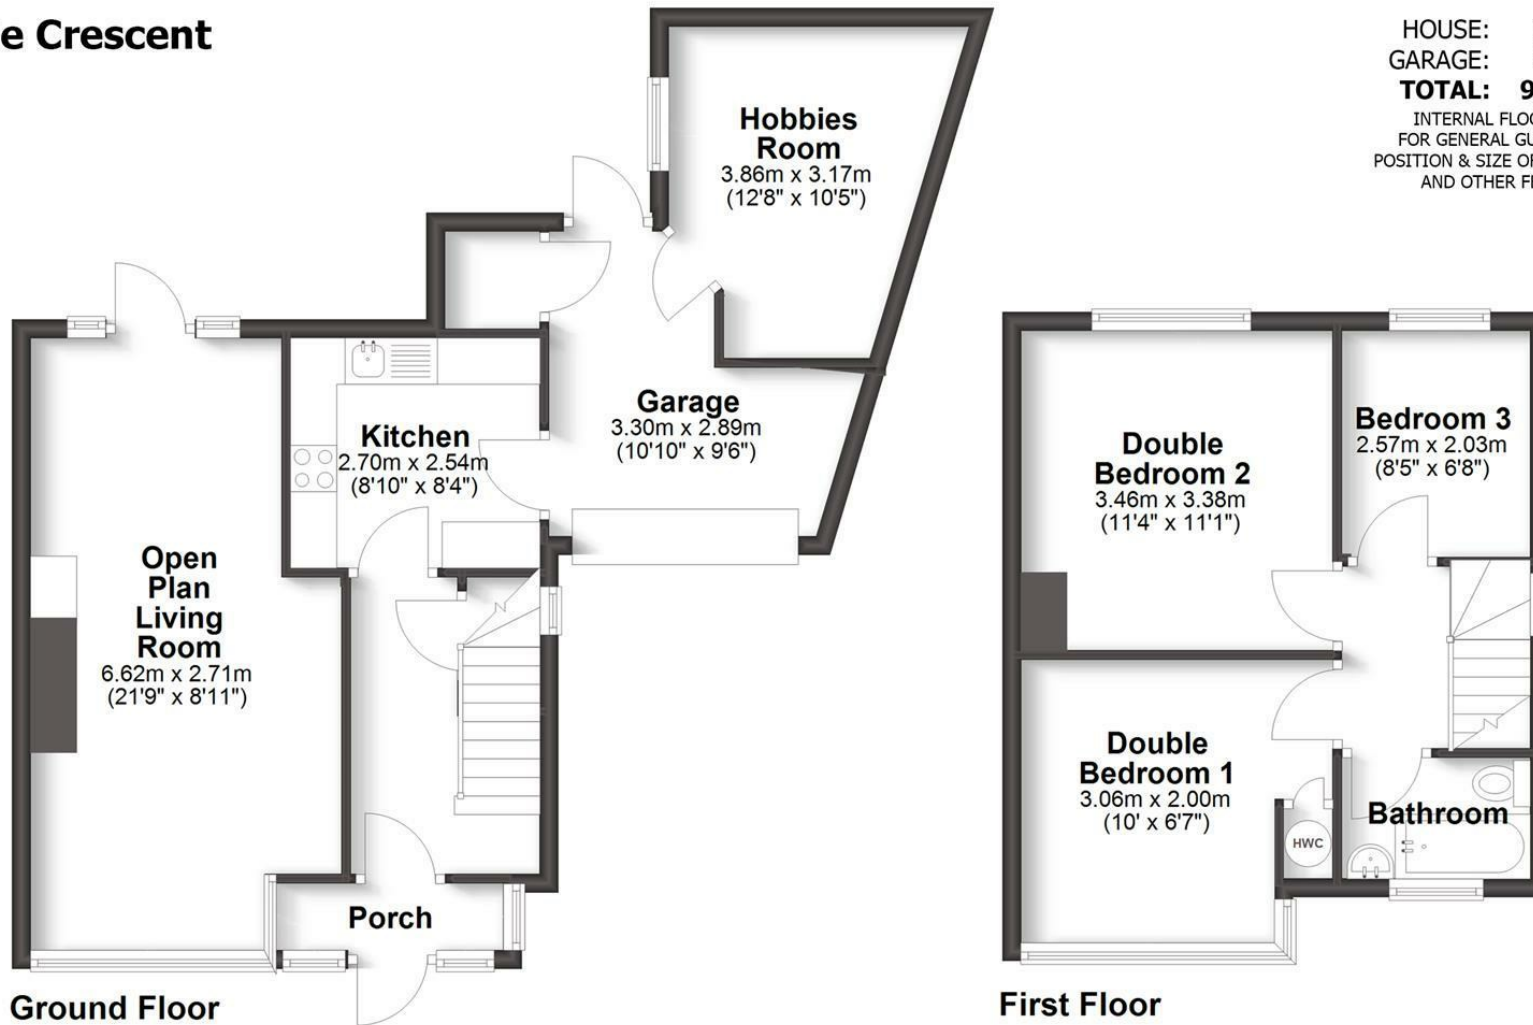 e Crescent
HOUSE:
GARAGE:
TOTAL: 9
INTERNAL FLO
FOR GENERAL GU
POSITION & SIZE O
AND OTHER F
Hobbies
Room
3.86m x 3.17m
(12'8" x 10'5")
Garage
3.30m x 2.89m
(10'10" x 9'6")
Kitchen
2.70m x 2.54m
(8'10" x 8'4")
Open
Plan
Living
Room
6.62m x 2.71m
(21'9" x 8'11")
Porch
Ground Floor
Double
Bedroom 2
3.46m x 3.38m
(11'4" x 11'1")
Bedroom 3
2.57m x 2.03m
(8'5" x 6'8")
Double
Bedroom 1
3.06m x 2.00m
(10' x 6'7")
HWC
Bathroom
First Floor